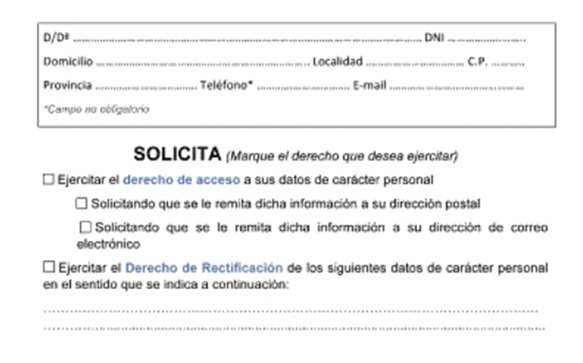 D/Dª ........................................................ DNI ....................
Domicilio ........................................ Localidad .......................... C.P. ...........
Provincia ............................ Teléfono* ........................ E-mail ...................................
*Campo no obligatorio
SOLICITA (Marque el derecho que desea ejercitar)
☐ Ejercitar el derecho de acceso a sus datos de carácter personal
☐ Solicitando que se le remita dicha información a su dirección postal
☐ Solicitando que se le remita dicha información a su dirección de correo
electrónico
☐ Ejercitar el Derecho de Rectificación de los siguientes datos de carácter personal
en el sentido que se indica a continuación:
................................................................................
................................................................................